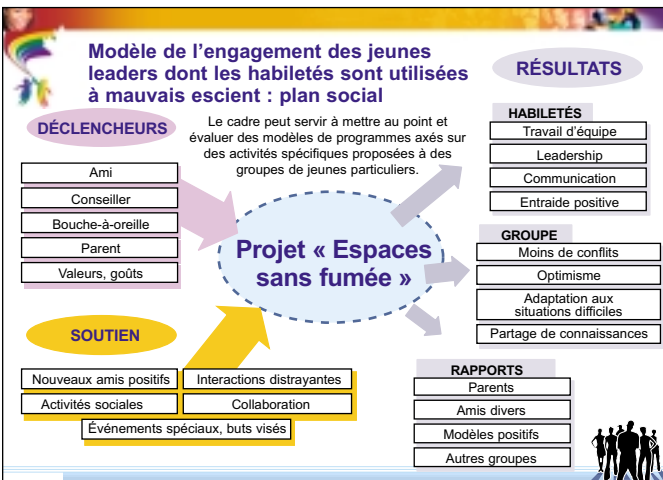 Modèle de l'engagement des jeunes
leaders dont les habiletés sont utilisées
à mauvais escient : plan social
Le cadre peut servir à mettre au point et
évaluer des modèles de programmes axés sur
des activités spécifiques proposées à des
groupes de jeunes particuliers.
DÉCLENCHEURS
Ami
Conseiller
Bouche-à-oreille
Parent
Valeurs, goûts
Projet « Espaces
sans fumée »
SOUTIEN
Nouveaux amis positifs
Interactions distrayantes
Activités sociales
Collaboration
Événements spéciaux, buts visés
RÉSULTATS
HABILETÉS
Travail d'équipe
Leadership
Communication
Entraide positive
GROUPE
Moins de conflits
Optimisme
Adaptation aux
situations difficiles
Partage de connaissances
RAPPORTS
Parents
Amis divers
Modèles positifs
Autres groupes